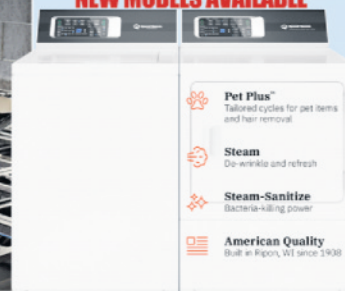 NEW MODELS AVAILABLE
Pet Plus™
Tailored cycles for pet items
and hair removal
Steam
De-wrinkle and refresh
Steam-Sanitize
Bacteria-killing power
American Quality
Built in Ripon, WI since 1908